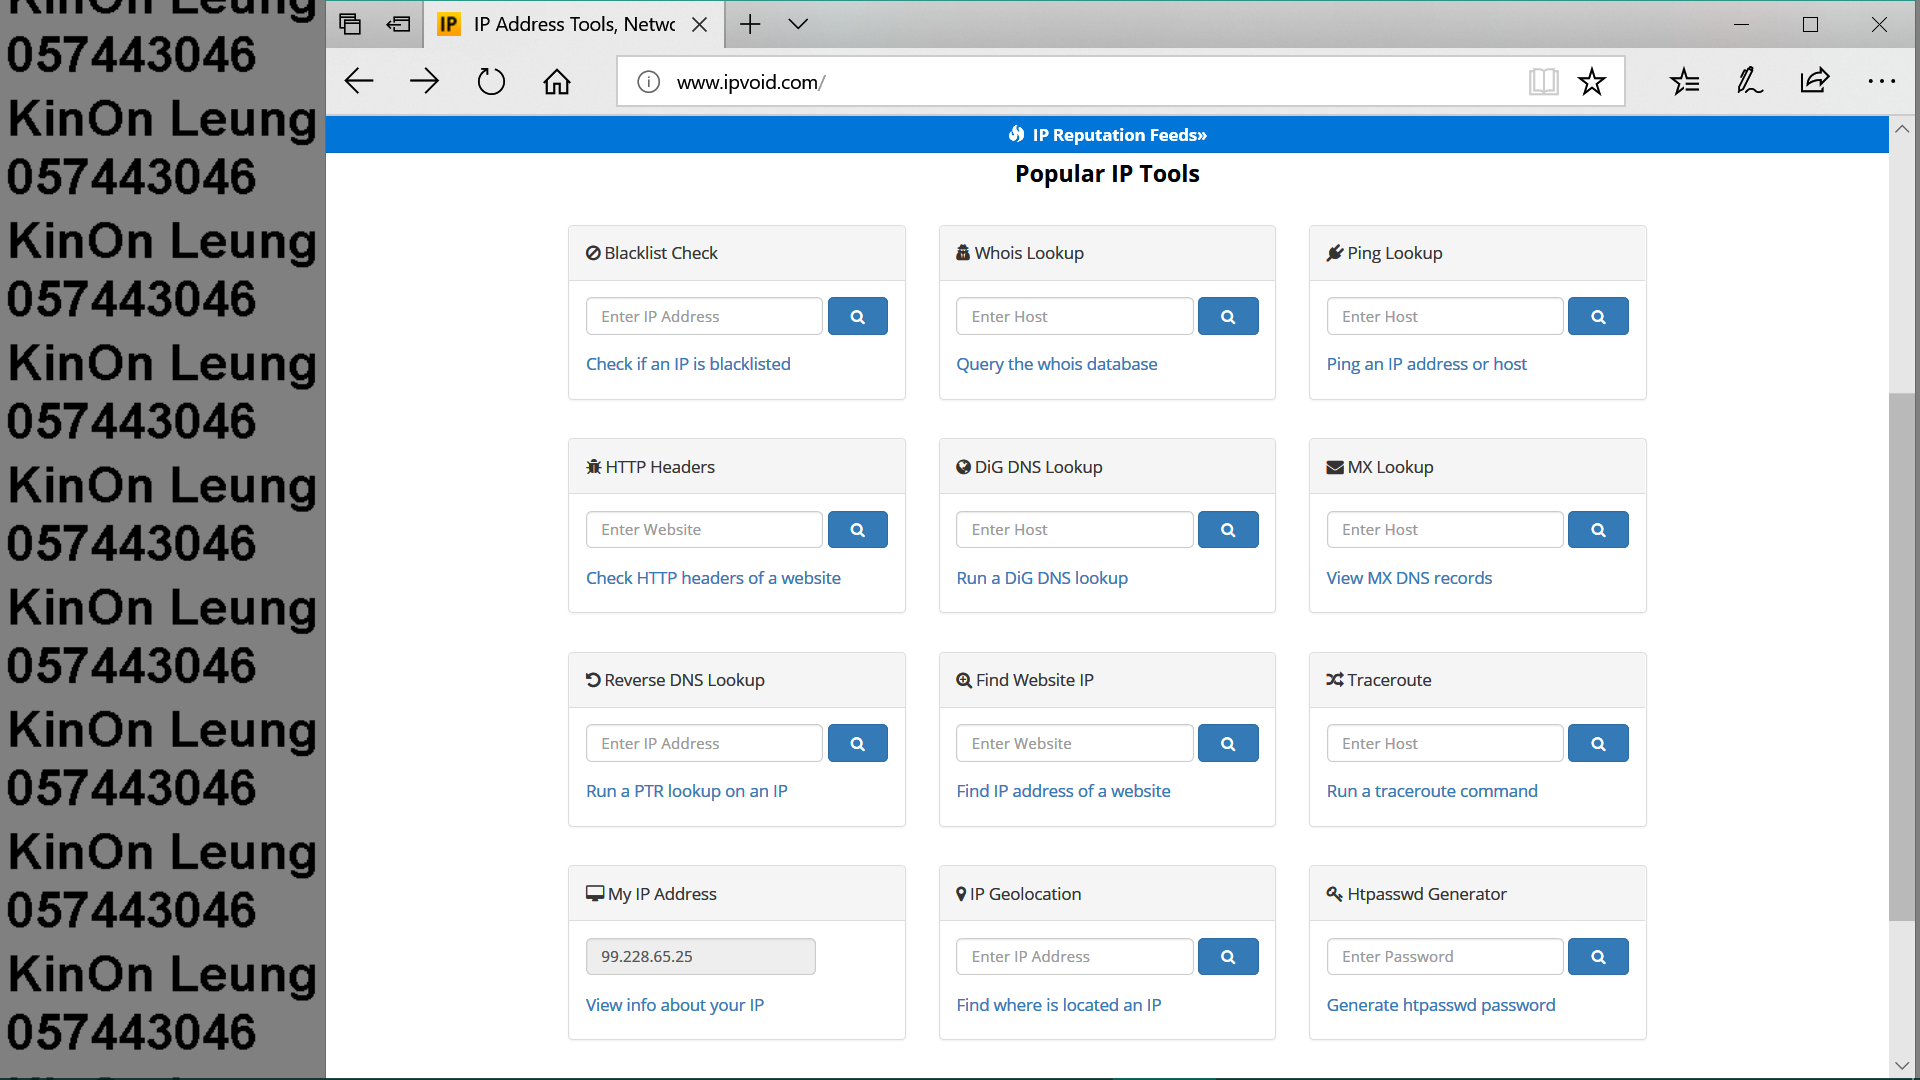 KinOn Leung
057443046
KinOn Leung
057443046
KinOn Leung
057443046
KinOn Leung
057443046
KinOn Leung
057443046
KinOn Leung
057443046
KinOn Leung
057443046
KinOn Leung
057443046
KinOn Leung
057443046
IP IP Address Tools, Netwo
www.ipvoid.com/
IP Reputation Feeds»
Popular IP Tools
Blacklist Check
Enter IP Address
Check if an IP is blacklisted
Whois Lookup
Enter Host
Query the whois database
Ping Lookup
Enter Host
Ping an IP address or host
HTTP Headers
Enter Website
Check HTTP headers of a website
DiG DNS Lookup
Enter Host
Run a DiG DNS lookup
MX Lookup
Enter Host
View MX DNS records
Reverse DNS Lookup
Enter IP Address
Run a PTR lookup on an IP
Find Website IP
Enter Website
Find IP address of a website
Traceroute
Enter Host
Run a traceroute command
My IP Address
99.228.65.25
View info about your IP
IP Geolocation
Enter IP Address
Find where is located an IP
Htpasswd Generator
Enter Password
Generate htpasswd password